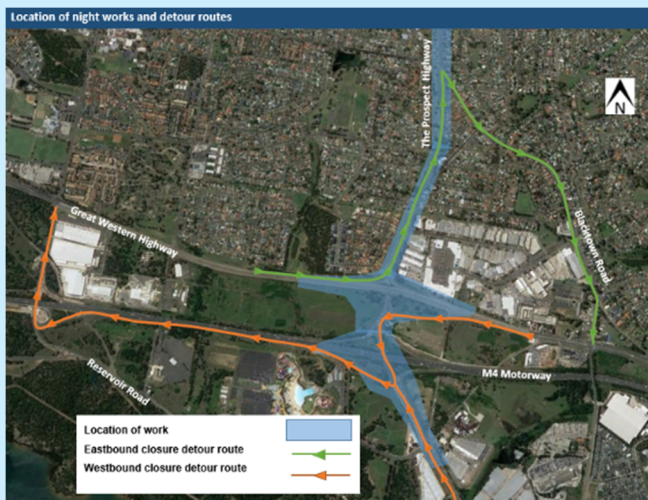 Location of night works and detour routes
The Prospect Highway
N
Great Western Highway
Blacktown Road
M4 Motorway
Reservoir Road
Location of work
Eastbound closure detour route
Westbound closure detour route